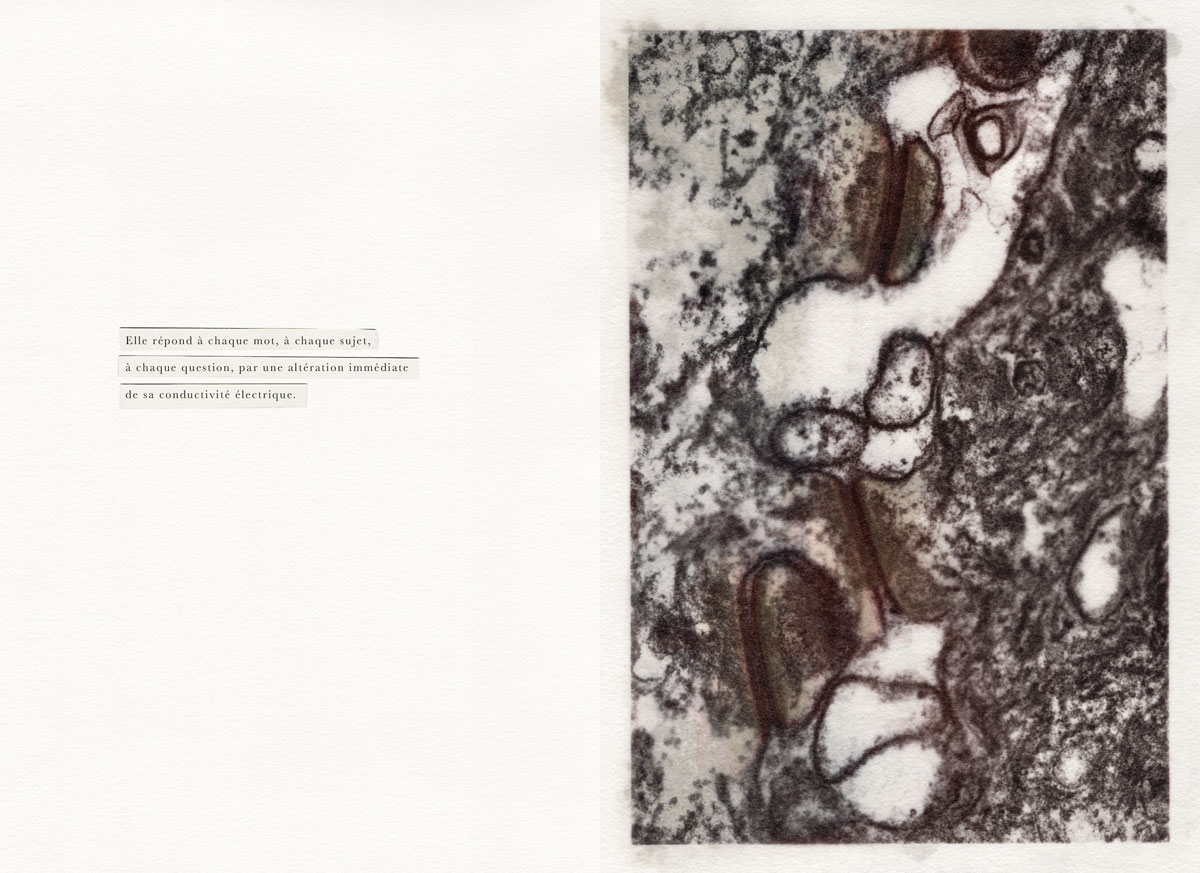 Elle répond à chaque mot, à chaque sujet,
à chaque question, par une altération immédiate
de sa conductivité électrique.